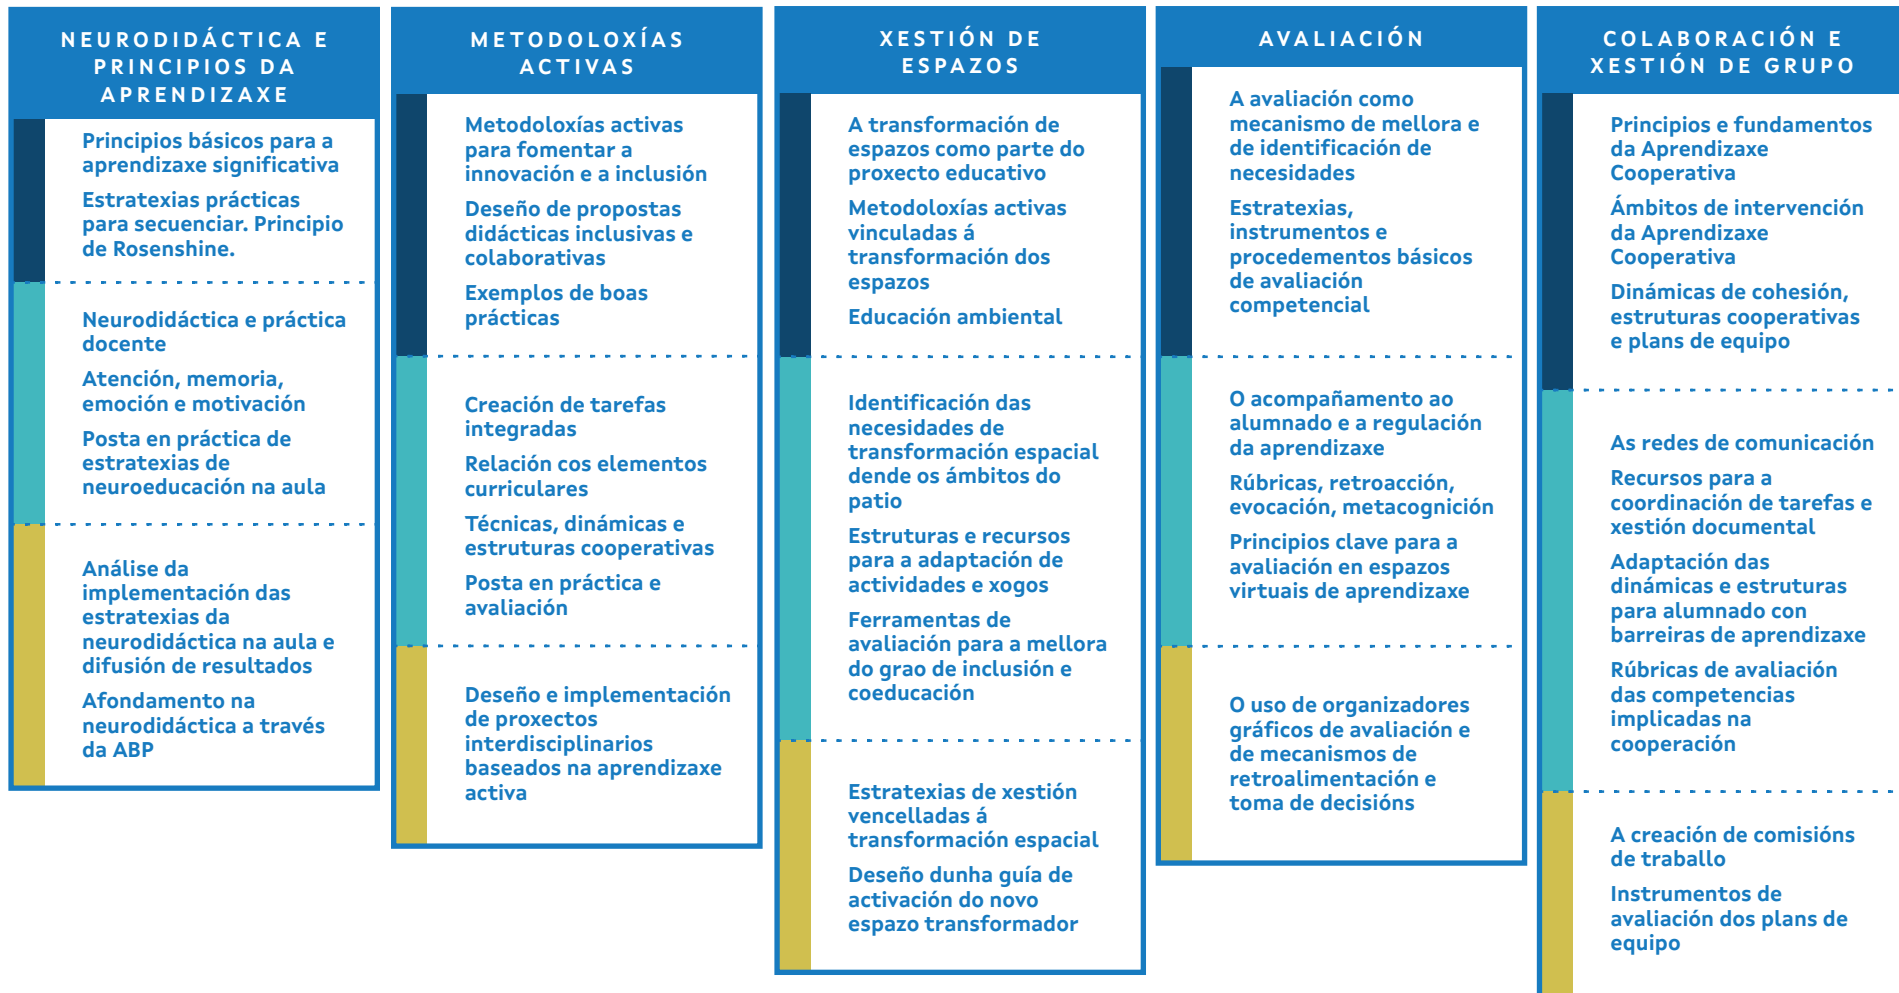 NEURODIDÁCTICA E
PRINCIPIOS DA
APRENDIZAXE
Principios básicos para a
aprendizaxe significativa
Estratexias prácticas
para secuenciar. Principio
de Rosenshine.
Neurodidáctica e práctica
docente
Atención, memoria,
emoción e motivación
Posta en práctica de
estratexias de
neuroeducación na aula
Análise da
implementación das
estratexias da
neurodidáctica na aula e
difusión de resultados
Afondamento na
neurodidáctica a través
da ABP
METODOLOXÍAS
ACTIVAS
Metodoloxías activas
para fomentar a
innovación e a inclusión
Deseño de propostas
didácticas inclusivas e
colaborativas
Exemplos de boas
prácticas
Creación de tarefas
integradas
Relación cos elementos
curriculares
Técnicas, dinámicas e
estruturas cooperativas
Posta en práctica e
avaliación
Deseño e implementación
de proxectos
interdisciplinarios
baseados na aprendizaxe
activa
XESTIÓN DE
ESPAZOS
A transformación de
espazos como parte do
proxecto educativo
Metodoloxías activas
vinculadas á
transformación dos
espazos
Educación ambiental
Identificación das
necesidades de
transformación espacial
dende os ámbitos do
patio
Estruturas e recursos
para a adaptación de
actividades e xogos
Ferramentas de
avaliación para a mellora
do grao de inclusión e
coeducación
Estratexias de xestión
vencelladas á
transformación espacial
Deseño dunha guía de
activación do novo
espazo transformador
AVALIACIÓN
A avaliación como
mecanismo de mellora e
de identificación de
necesidades
Estratexias,
instrumentos e
procedementos básicos
de avaliación
competencial
O acompañamento ao
alumnado e a regulación
da aprendizaxe
Rúbricas, retroacción,
evocación, metacognición
Principios clave para a
avaliación en espazos
virtuais de aprendizaxe
O uso de organizadores
gráficos de avaliación e
de mecanismos de
retroalimentación e
toma de decisións
COLABORACIÓN E
XESTIÓN DE GRUPO
Principios e fundamentos
da Aprendizaxe
Cooperativa
Ámbitos de intervención
da Aprendizaxe
Cooperativa
Dinámicas de cohesión,
estruturas cooperativas
e plans de equipo
As redes de comunicación
Recursos para a
coordinación de tarefas e
xestión documental
Adaptación das
dinámicas e estruturas
para alumnado con
barreiras de aprendizaxe
Rúbricas de avaliación
das competencias
implicadas na
cooperación
A creación de comisións
de traballo
Instrumentos de
avaliación dos plans de
equipo